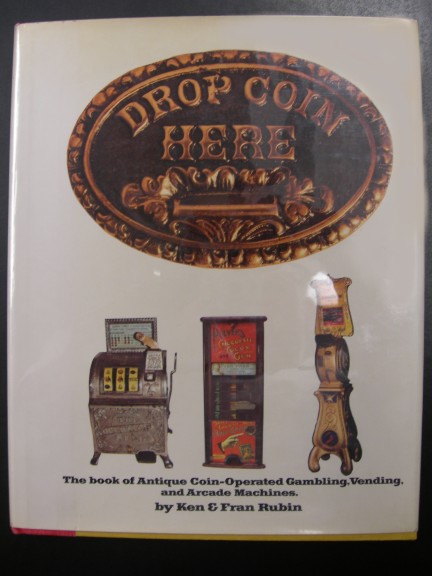 DROP COIN
HERE
The book of Antique Coin-Operated Gambling, Vending,
and Arcade Machines.
by Ken & Fran Rubin